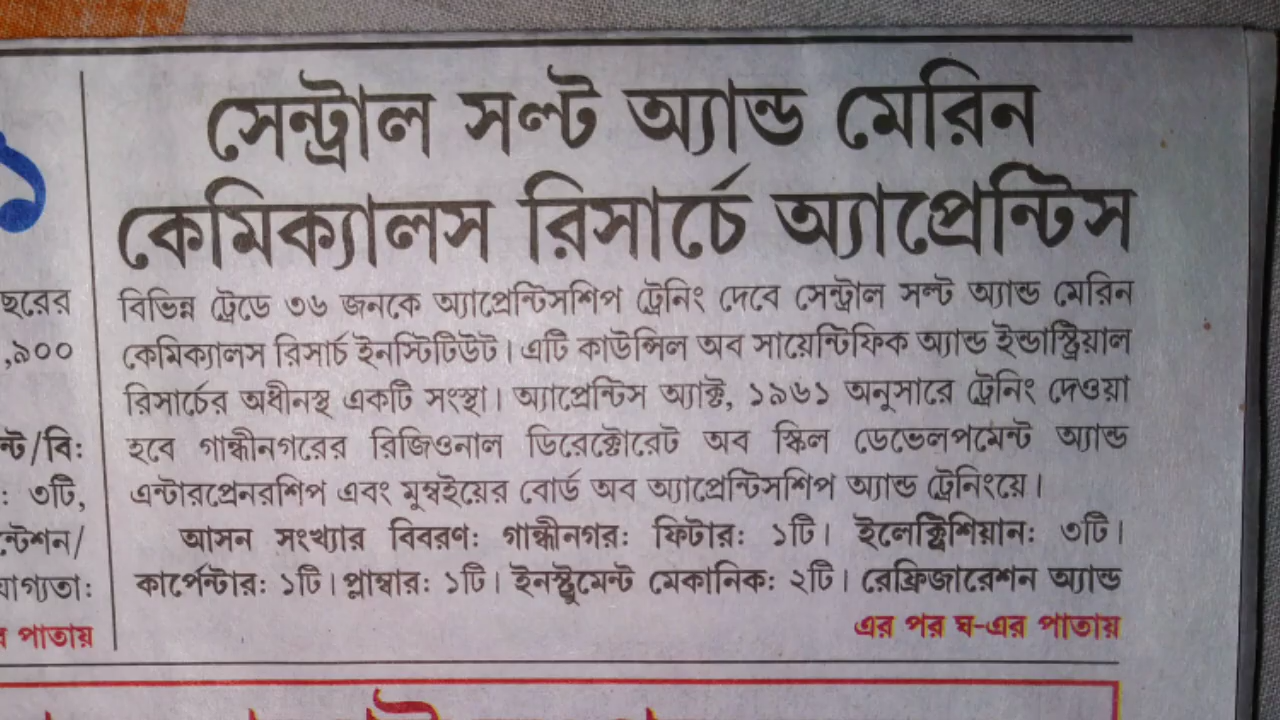 সেন্ট্রাল সল্ট অ্যান্ড মেরিন
কেমিক্যালস রিসার্চে অ্যাপ্রেন্টিস
বিভিন্ন ট্রেডে ৩৬ জনকে অ্যাপ্রেন্টিসশিপ ট্রেনিং দেবে সেন্ট্রাল সল্ট অ্যান্ড মেরিন
কেমিক্যালস রিসার্চ ইনস্টিটিউট। এটি কাউন্সিল অব সায়েন্টিফিক অ্যান্ড ইন্ডাস্ট্রিয়াল
রিসার্চের অধীনস্থ একটি সংস্থা। অ্যাপ্রেন্টিস অ্যাক্ট, ১৯৬১ অনুসারে ট্রেনিং দেওয়া
হবে গান্ধীনগরের রিজিওনাল ডিরেক্টোরেট অব স্কিল ডেভেলপমেন্ট অ্যান্ড
এন্টারপ্রেনরশিপ এবং মুম্বইয়ের বোর্ড অব অ্যাপ্রেন্টিসশিপ অ্যান্ড ট্রেনিংয়ে।
আসন সংখ্যার বিবরণ: গান্ধীনগর: ফিটার: ১টি। ইলেক্ট্রিশিয়ান: ৩টি।
কার্পেন্টার: ১টি। প্লাম্বার: ১টি। ইনস্ট্রুমেন্ট মেকানিক: ২টি। রেফ্রিজারেশন অ্যান্ড
এর পর ঘ-এর পাতায়
১
ছরের
,৯০০
ন্ট/বি:
: ৩টি,
ন্টেশন/
যাগ্যতা:
র পাতায়